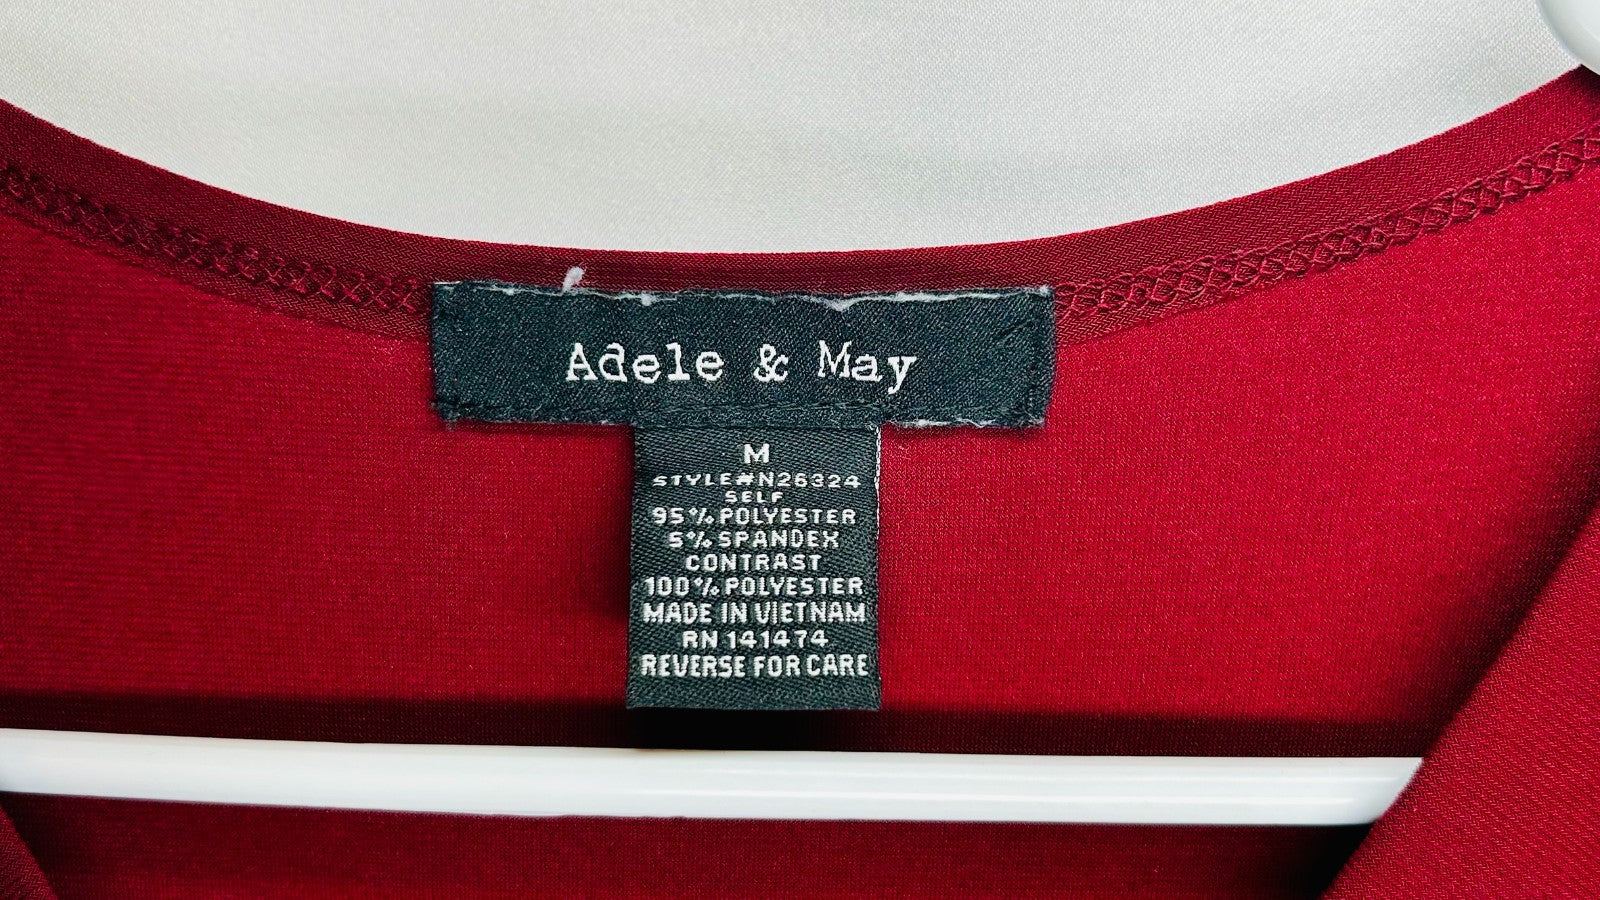 Adele & May
M
STYLE#N26324
SELF
95% POLYESTER
5% SPANDEX
CONTRAST
100% POLYESTER
MADE IN VIETNAM
RN 141474
REVERSE FOR CARE